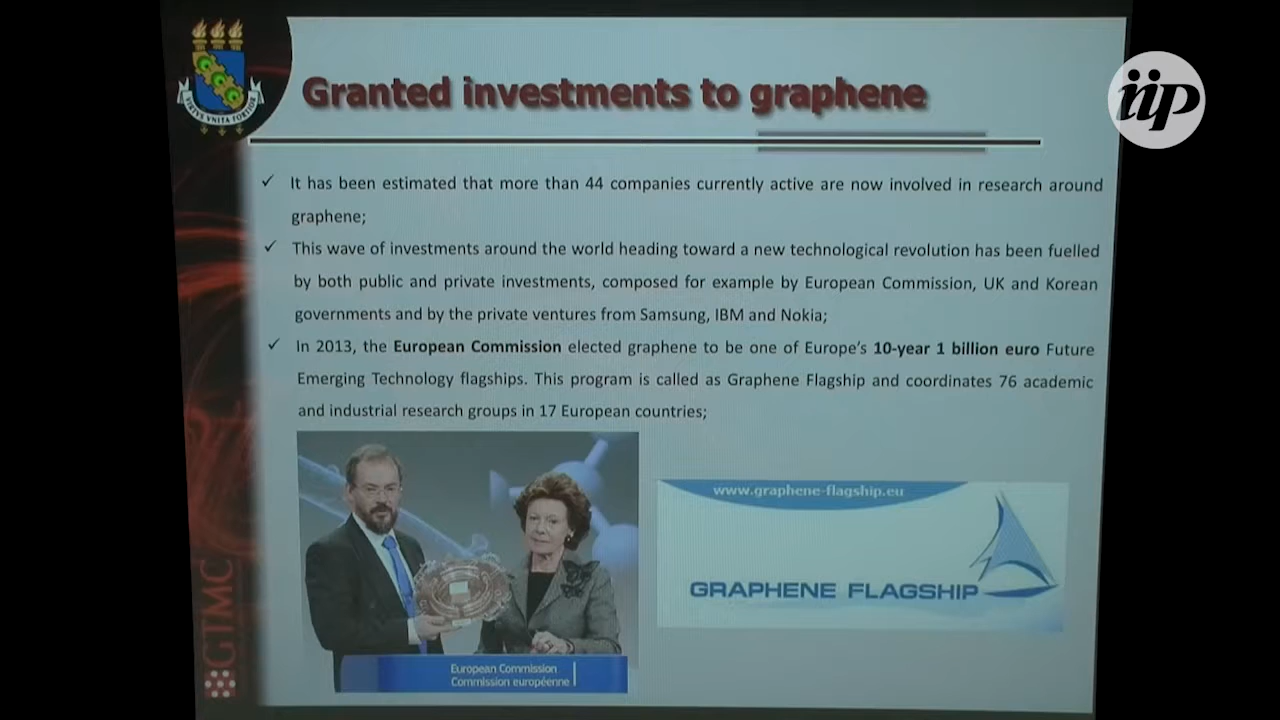 Granted investments to graphene
iip
VIRTVS VNITA FORTIOR
✓ It has been estimated that more than 44 companies currently active are now involved in research around
graphene;
✓ This wave of investments around the world heading toward a new technological revolution has been fuelled
by both public and private investments, composed for example by European Commission, UK and Korean
governments and by the private ventures from Samsung, IBM and Nokia;
✓ In 2013, the European Commission elected graphene to be one of Europe's 10-year 1 billion euro Future
Emerging Technology flagships. This program is called as Graphene Flagship and coordinates 76 academic
and industrial research groups in 17 European countries;
www.graphene-flagship.eu
GRAPHENE FLAGSHIP
European Commission
Commission européenne
GTMC